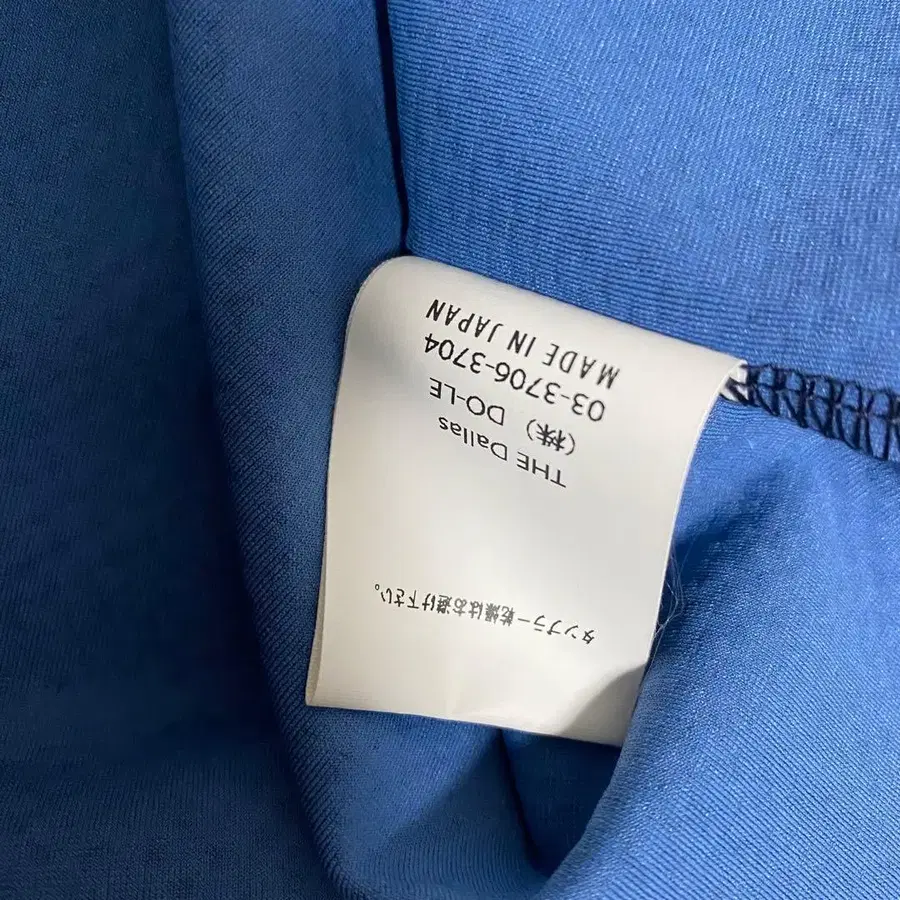 タンブラー乾燥はお避け下さい。
THE Dallas
（株）DO-LE
03-3706-3704
MADE IN JAPAN